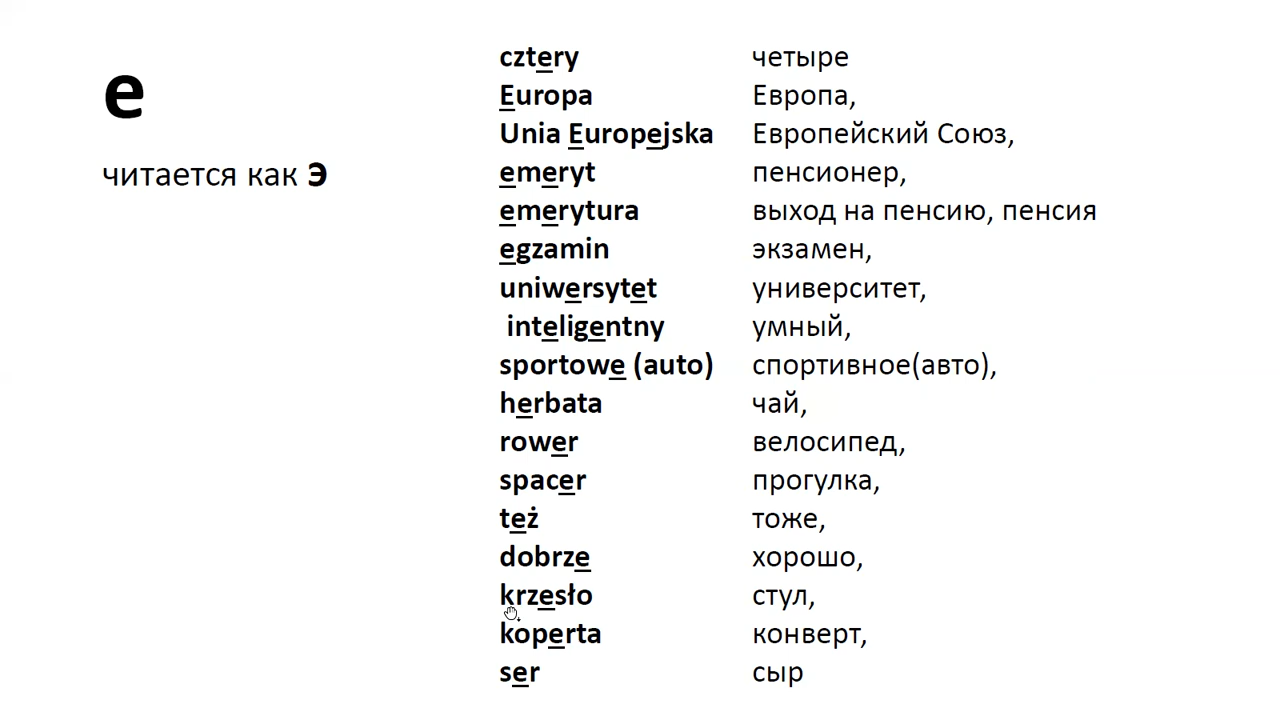 e
читается как э
cztery четыре
Europa Европа,
Unia Europejska Европейский Союз,
emeryt пенсионер,
emerytura выход на пенсию, пенсия
egzamin экзамен,
uniwersytet университет,
inteligentny умный,
sportowe (auto) спортивное(авто),
herbata чай,
rower велосипед,
spacer прогулка,
też тоже,
dobrze хорошо,
krzesło стул,
koperta конверт,
ser сыр